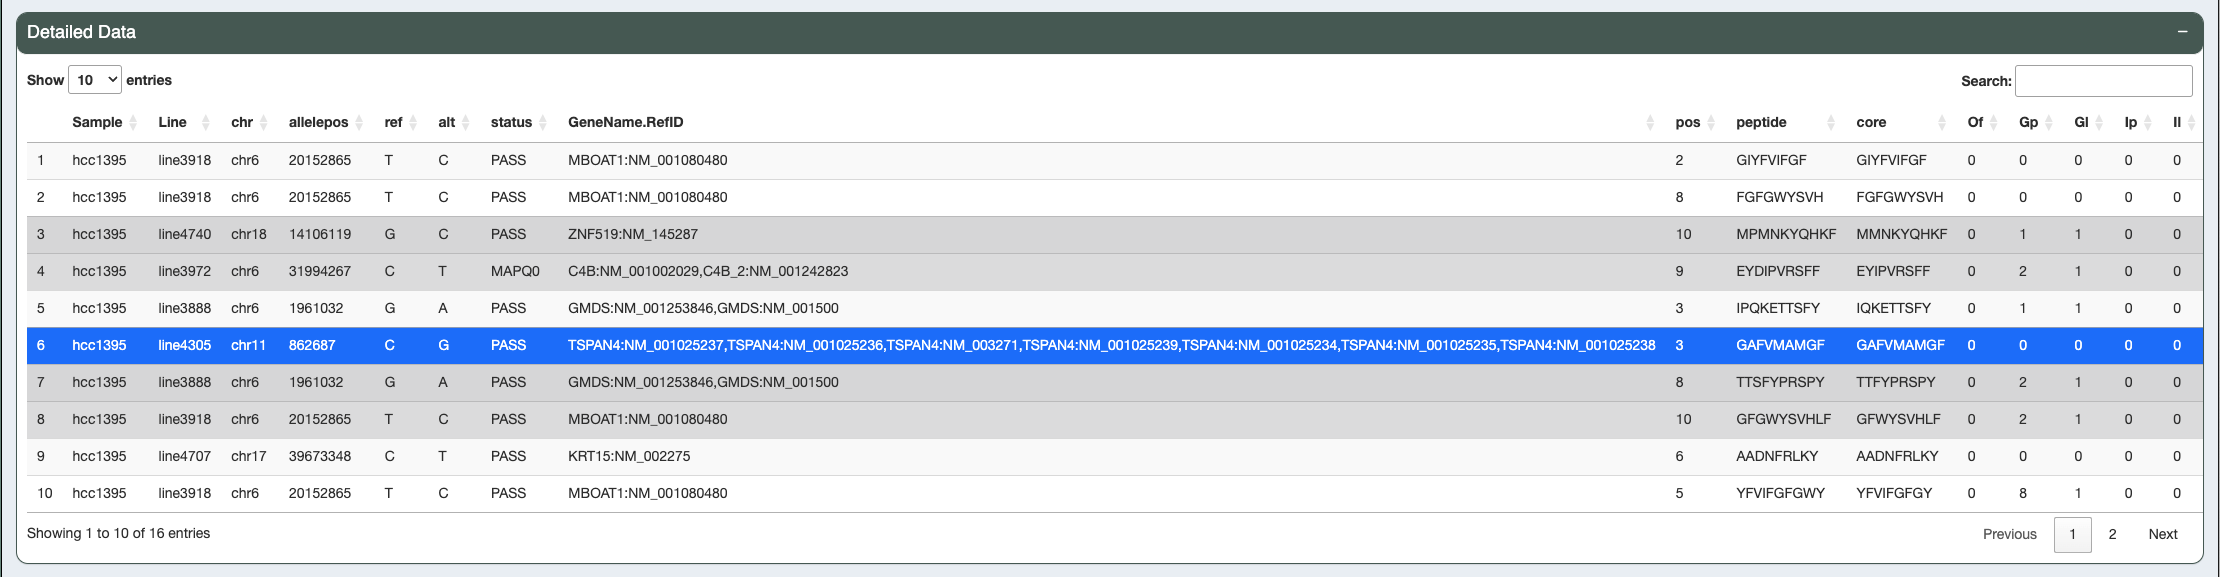 Detailed Data –
Show 10 entries Search:
Sample Line chr allelepos ref alt status GeneName.RefID pos peptide core Of Gp Gl Ip Il
1 hcc1395 line3918 chr6 20152865 T C PASS MBOAT1:NM_001080480 2 GIYFVIFGF GIYFVIFGF 0 0 0 0 0
2 hcc1395 line3918 chr6 20152865 T C PASS MBOAT1:NM_001080480 8 FGFGWYSVH FGFGWYSVH 0 0 0 0 0
3 hcc1395 line4740 chr18 14106119 G C PASS ZNF519:NM_145287 10 MPMNKYQHKF MMNKYQHKF 0 1 1 0 0
4 hcc1395 line3972 chr6 31994267 C T MAPQ0 C4B:NM_001002029,C4B_2:NM_001242823 9 EYDIPVRSFF EYIPVRSFF 0 2 1 0 0
5 hcc1395 line3888 chr6 1961032 G A PASS GMDS:NM_001253846,GMDS:NM_001500 3 IPQKETTSFY IQKETTSFY 0 1 1 0 0
6 hcc1395 line4305 chr11 862687 C G PASS TSPAN4:NM_001025237,TSPAN4:NM_001025236,TSPAN4:NM_003271,TSPAN4:NM_001025239,TSPAN4:NM_001025234,TSPAN4:NM_001025235,TSPAN4:NM_001025238 3 GAFVMAMGF GAFVMAMGF 0 0 0 0 0
7 hcc1395 line3888 chr6 1961032 G A PASS GMDS:NM_001253846,GMDS:NM_001500 8 TTSFYPRSPY TTFYPRSPY 0 2 1 0 0
8 hcc1395 line3918 chr6 20152865 T C PASS MBOAT1:NM_001080480 10 GFGWYSVHLF GFWYSVHLF 0 2 1 0 0
9 hcc1395 line4707 chr17 39673348 C T PASS KRT15:NM_002275 6 AADNFRLKY AADNFRLKY 0 0 0 0 0
10 hcc1395 line3918 chr6 20152865 T C PASS MBOAT1:NM_001080480 5 YFVIFGFGWY YFVIFGFGY 0 8 1 0 0
Showing 1 to 10 of 16 entries Previous 1 2 Next